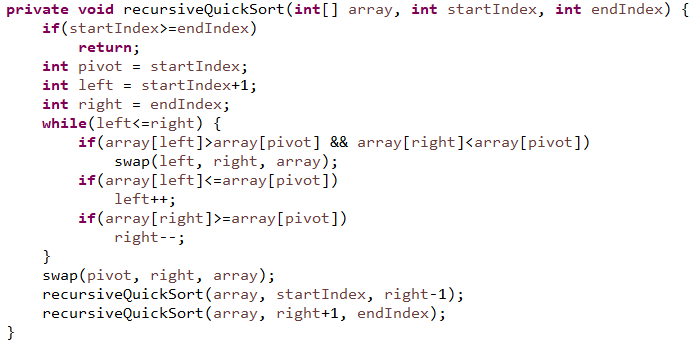 private void recursiveQuickSort(int[] array, int startIndex, int endIndex) {
    if(startIndex>=endIndex)
        return;
    int pivot = startIndex;
    int left = startIndex+1;
    int right = endIndex;
    while(left<=right) {
        if(array[left]>array[pivot] && array[right]<array[pivot])
            swap(left, right, array);
        if(array[left]<=array[pivot])
            left++;
        if(array[right]>=array[pivot])
            right--;
    }
    swap(pivot, right, array);
    recursiveQuickSort(array, startIndex, right-1);
    recursiveQuickSort(array, right+1, endIndex);
}